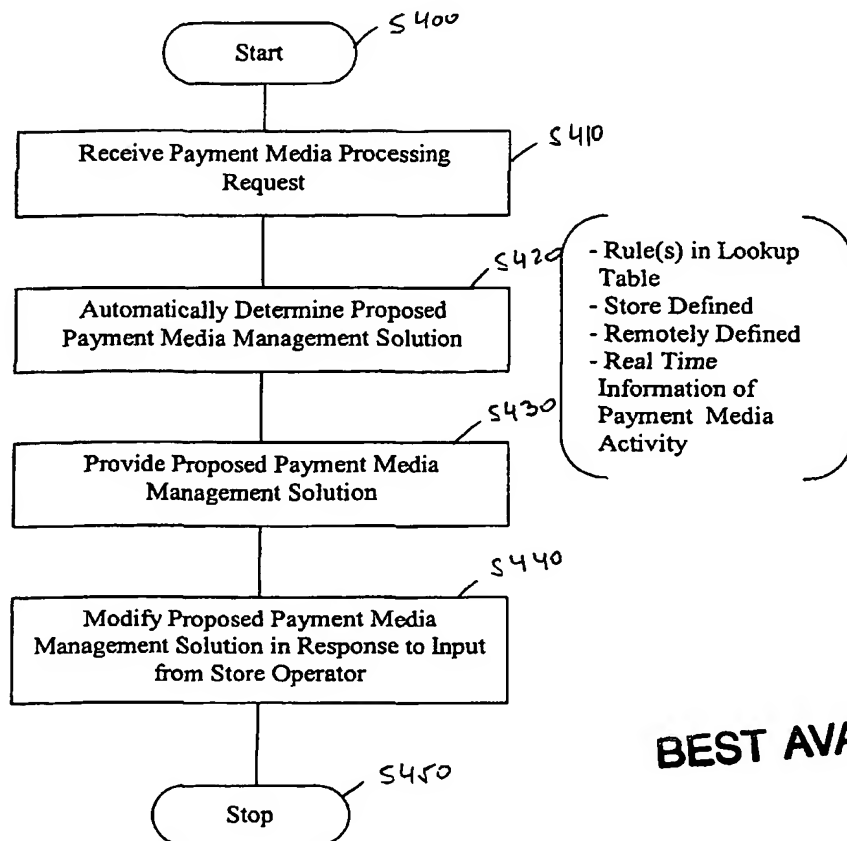 S400
Start
S410
Receive Payment Media Processing
Request
S420
Automatically Determine Proposed
Payment Media Management Solution
- Rule(s) in Lookup
Table
- Store Defined
- Remotely Defined
- Real Time
Information of
Payment Media
Activity
S430
Provide Proposed Payment Media
Management Solution
S440
Modify Proposed Payment Media
Management Solution in Response to Input
from Store Operator
S450
Stop
BEST AVA